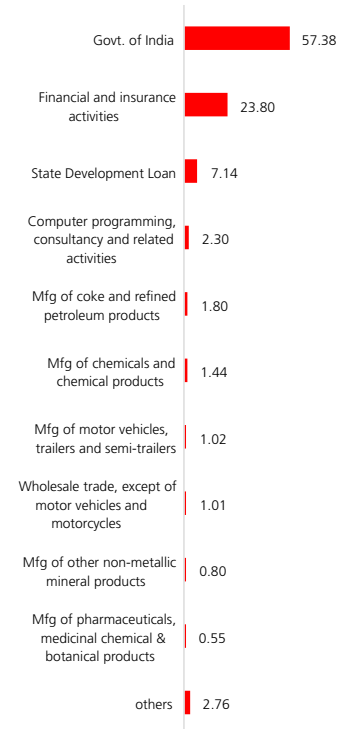 Govt. of India 57.38
Financial and insurance
activities
23.80
State Development Loan 7.14
Computer programming,
consultancy and related
activities
2.30
Mfg of coke and refined
petroleum products
1.80
Mfg of chemicals and
chemical products
1.44
Mfg of motor vehicles,
trailers and semi-trailers
1.02
Wholesale trade, except of
motor vehicles and
motorcycles
1.01
Mfg of other non-metallic
mineral products
0.80
Mfg of pharmaceuticals,
medicinal chemical &
botanical products
0.55
others 2.76